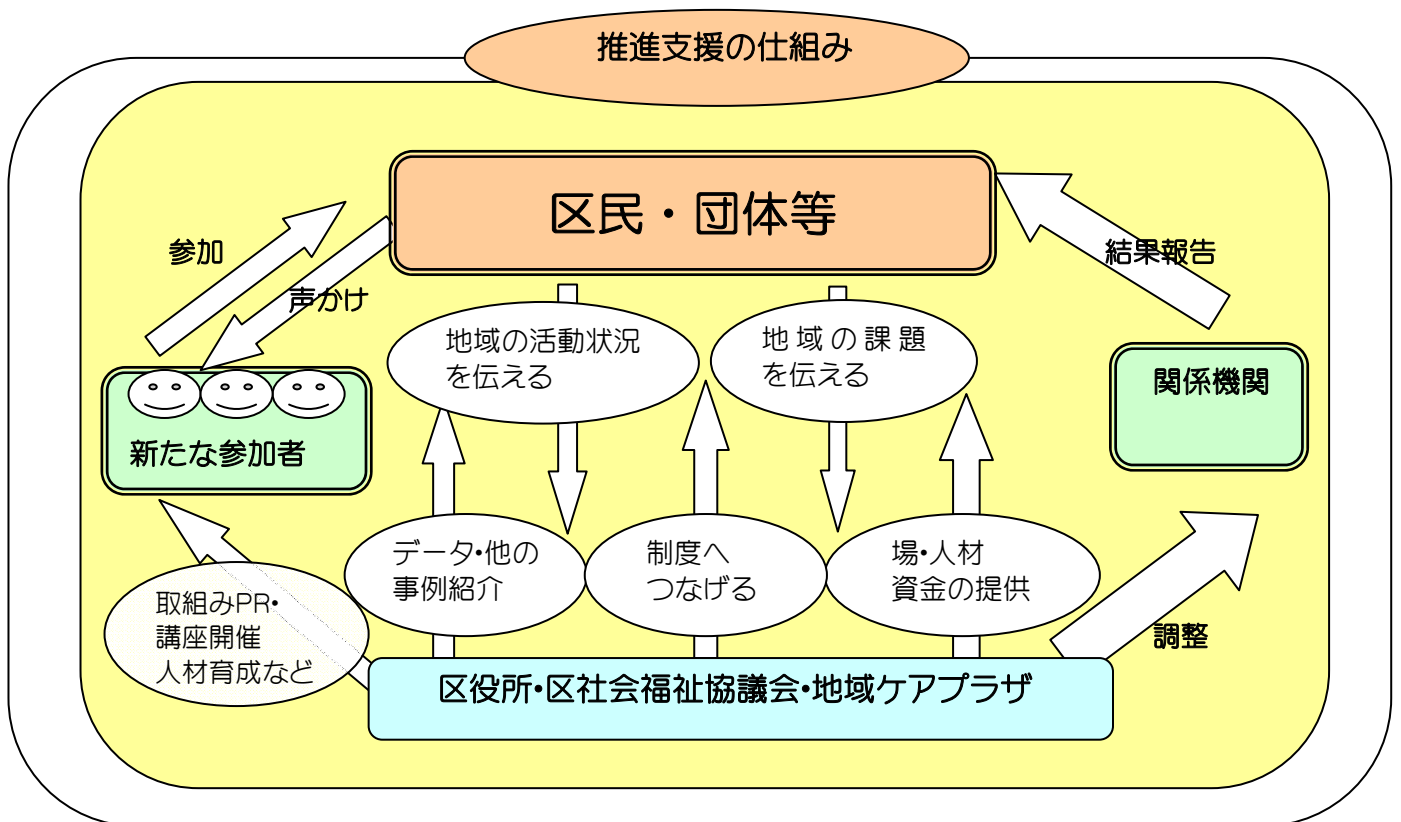 推進支援の仕組み
区民・団体等
参加
声かけ
結果報告
地域の活動状況
を伝える
地域の課題
を伝える
関係機関
新たな参加者
データ・他の
事例紹介
制度へ
つなげる
場・人材
資金の提供
取組みPR・
講座開催
人材育成など
調整
区役所・区社会福祉協議会・地域ケアプラザ